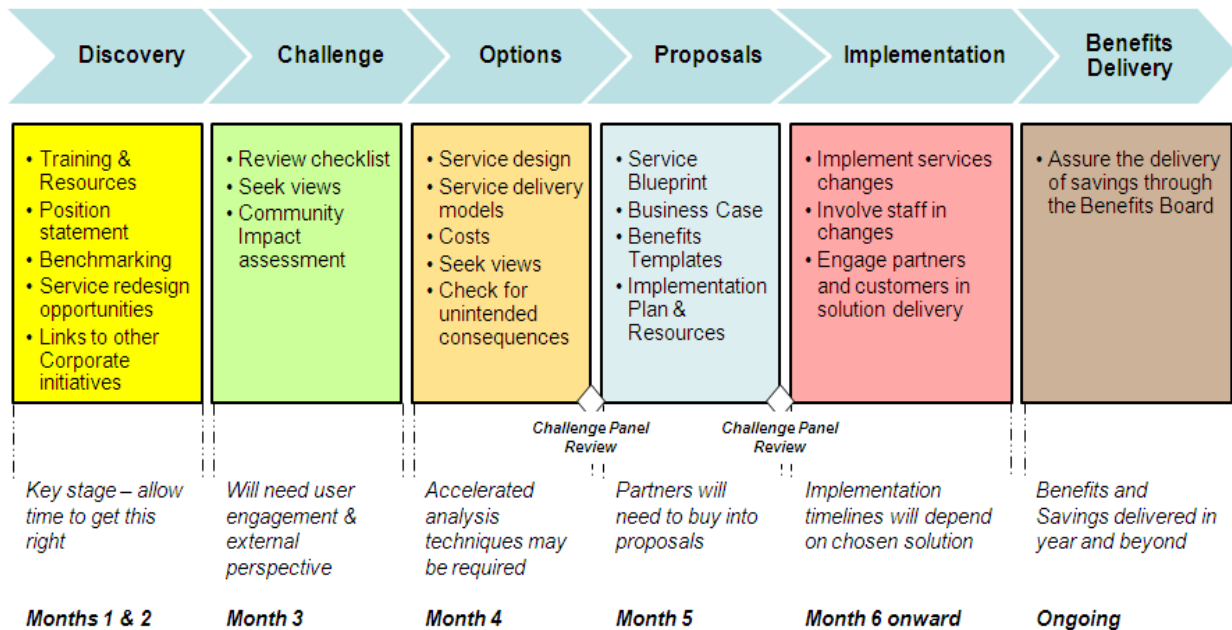 Discovery
Challenge
Options
Proposals
Implementation
Benefits
Delivery
• Training &
Resources
• Position
statement
• Benchmarking
• Service redesign
opportunities
• Links to other
Corporate
initiatives
• Review checklist
• Seek views
• Community
Impact
assessment
• Service design
• Service delivery
models
• Costs
• Seek views
• Check for
unintended
consequences
• Service
Blueprint
• Business Case
• Benefits
Templates
• Implementation
Plan &
Resources
• Implement services
changes
• Involve staff in
changes
• Engage partners
and customers in
solution delivery
• Assure the delivery
of savings through
the Benefits Board
Challenge Panel
Review
Challenge Panel
Review
Key stage – allow
time to get this
right
Will need user
engagement &
external
perspective
Accelerated
analysis
techniques may
be required
Partners will
need to buy into
proposals
Implementation
timelines will depend
on chosen solution
Benefits and
Savings delivered in
year and beyond
Months 1 & 2
Month 3
Month 4
Month 5
Month 6 onward
Ongoing